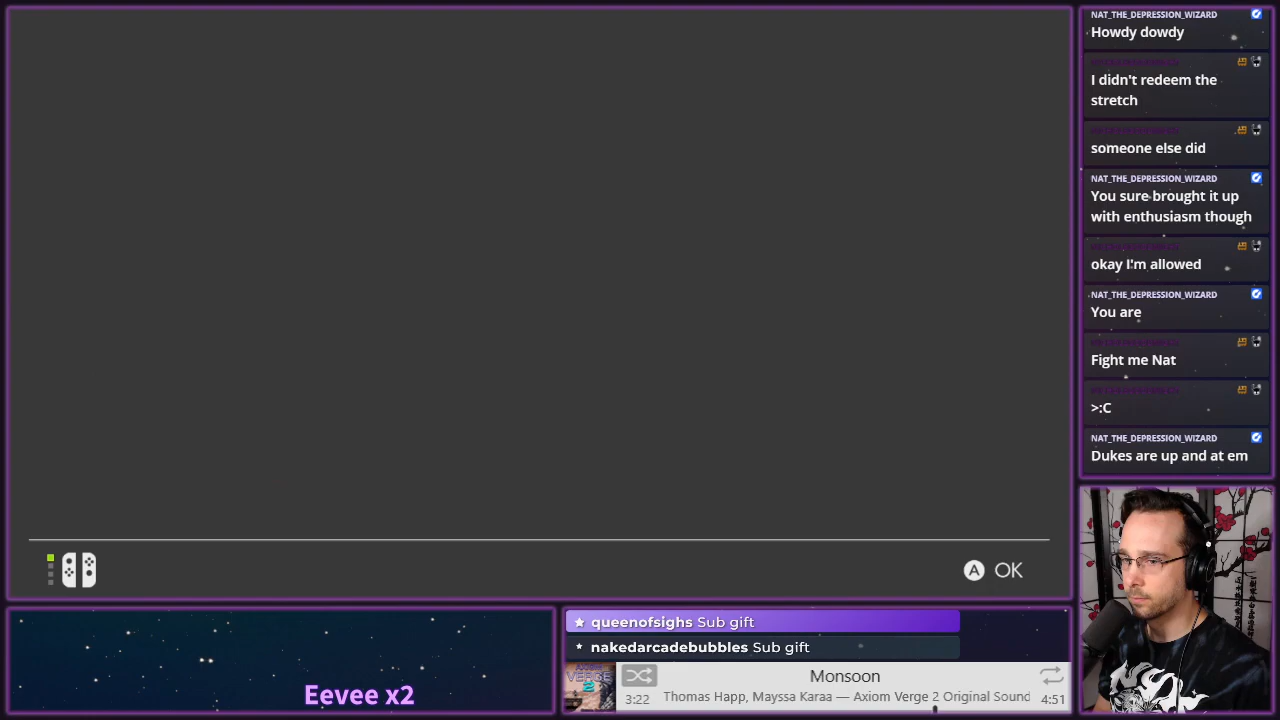 NAT_THE_DEPRESSION_WIZARD
Howdy dowdy
I didn't redeem the
stretch
someone else did
NAT_THE_DEPRESSION_WIZARD
You sure brought it up
with enthusiasm though
okay I'm allowed
NAT_THE_DEPRESSION_WIZARD
You are
Fight me Nat
>:C
NAT_THE_DEPRESSION_WIZARD
Dukes are up and at em
A OK
Eevee x2
queenofsighs Sub gift
nakedarcadebubbles Sub gift
Monsoon
3:22 Thomas Happ, Mayssa Karaa — Axiom Verge 2 Original Sound 4:51